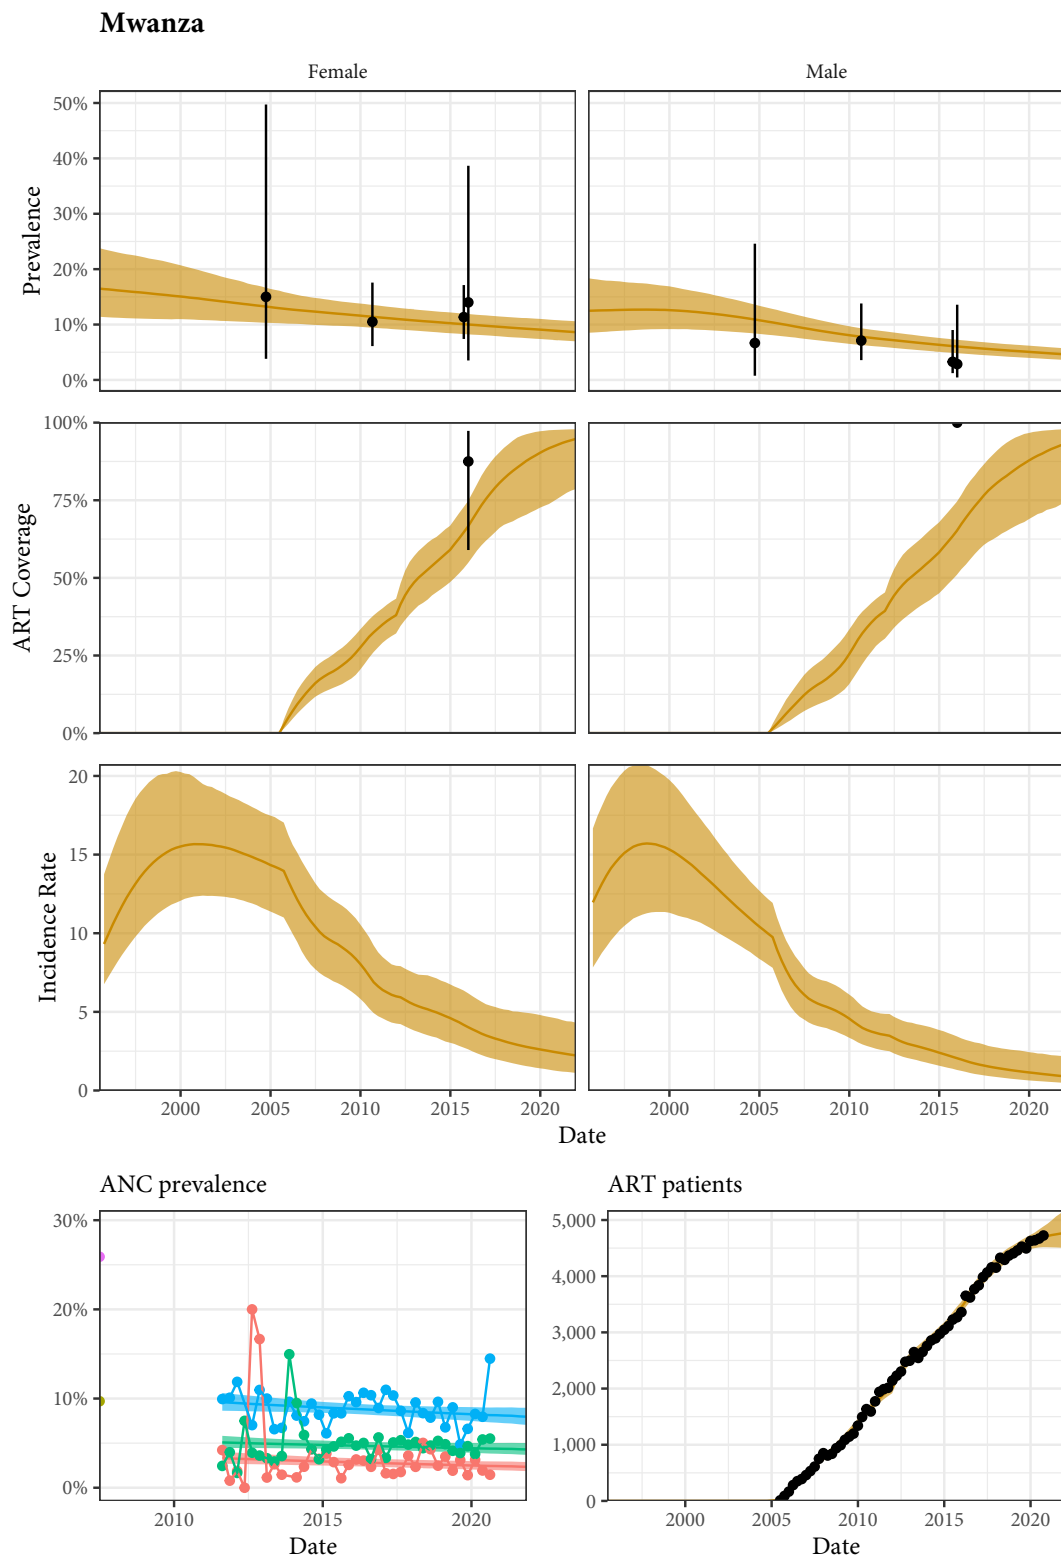 Mwanza
Female
Male
Prevalence
50%
40%
30%
20%
10%
0%
ART Coverage
100%
75%
50%
25%
0%
Incidence Rate
20
15
10
5
0
2000 2005 2010 2015 2020
2000 2005 2010 2015 2020
Date
ANC prevalence
30%
20%
10%
0%
2010 2015 2020
Date
ART patients
5,000
4,000
3,000
2,000
1,000
0
2000 2005 2010 2015 2020
Date